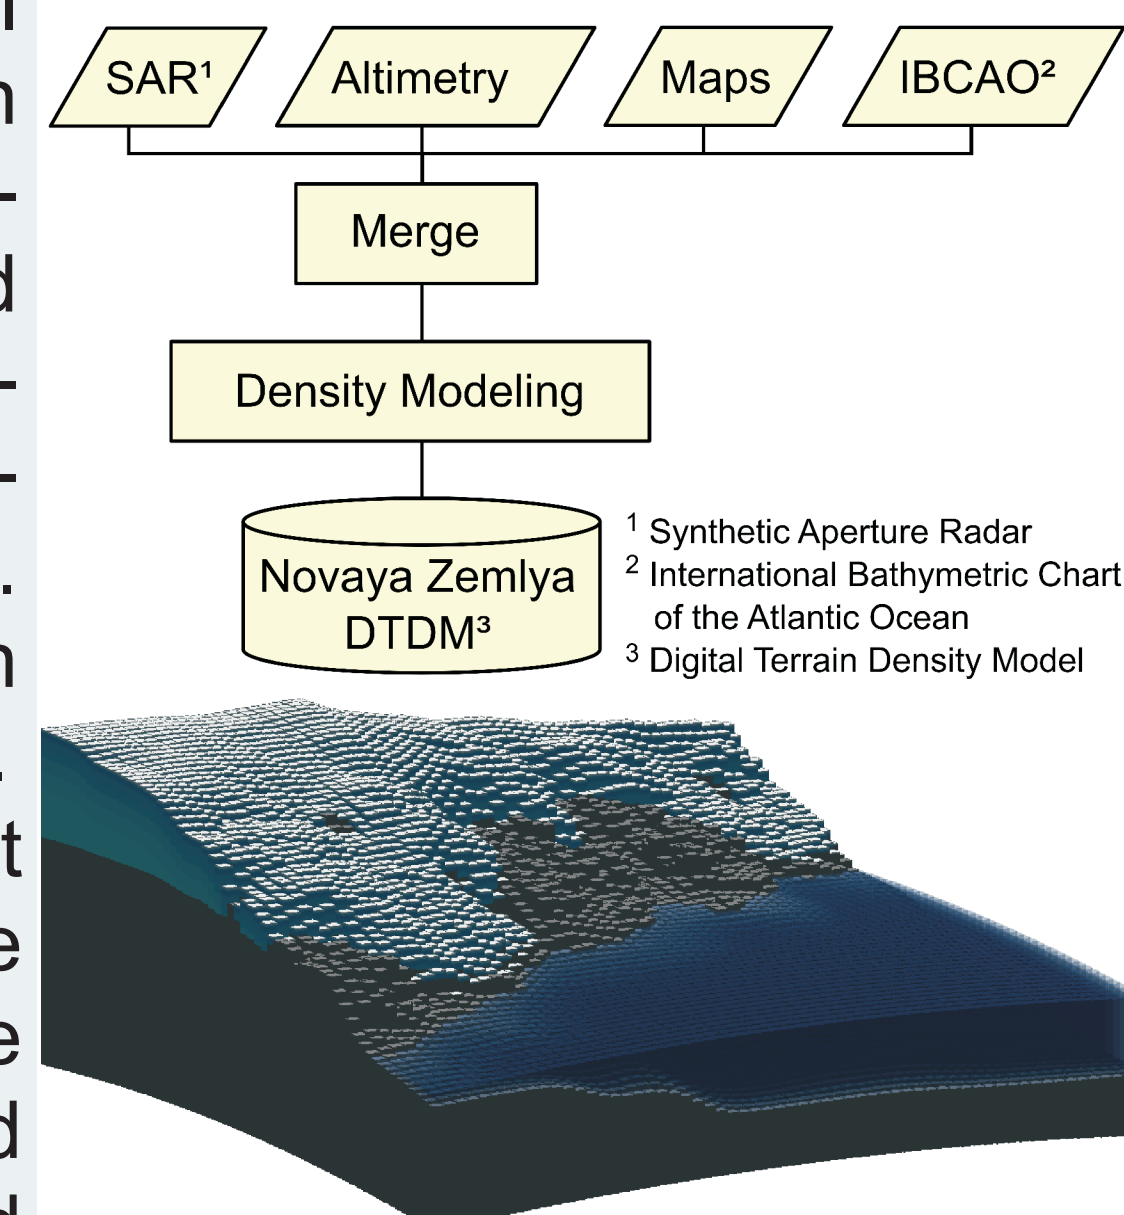 SAR¹ Altimetry Maps IBCAO²
Merge
Density Modeling
Novaya Zemlya
DTDM³
1 Synthetic Aperture Radar
2 International Bathymetric Chart
of the Atlantic Ocean
3 Digital Terrain Density Model